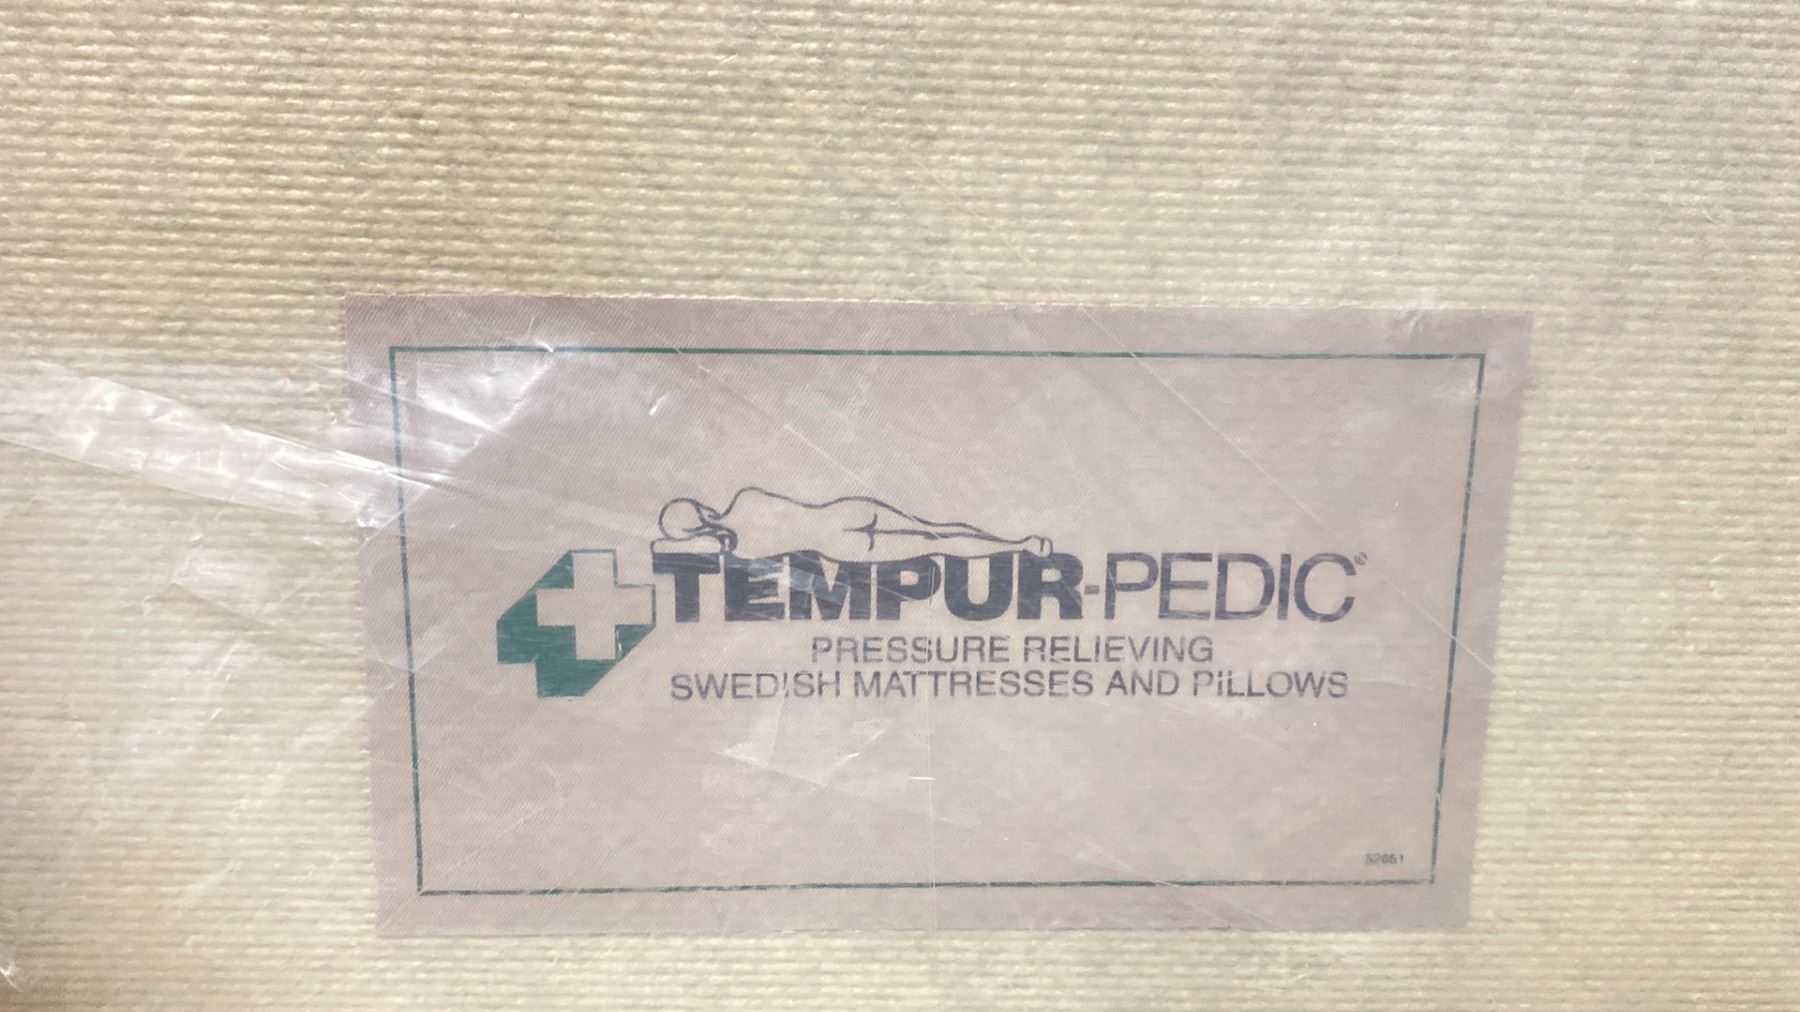 TEMPUR-PEDIC®
PRESSURE RELIEVING
SWEDISH MATTRESSES AND PILLOWS